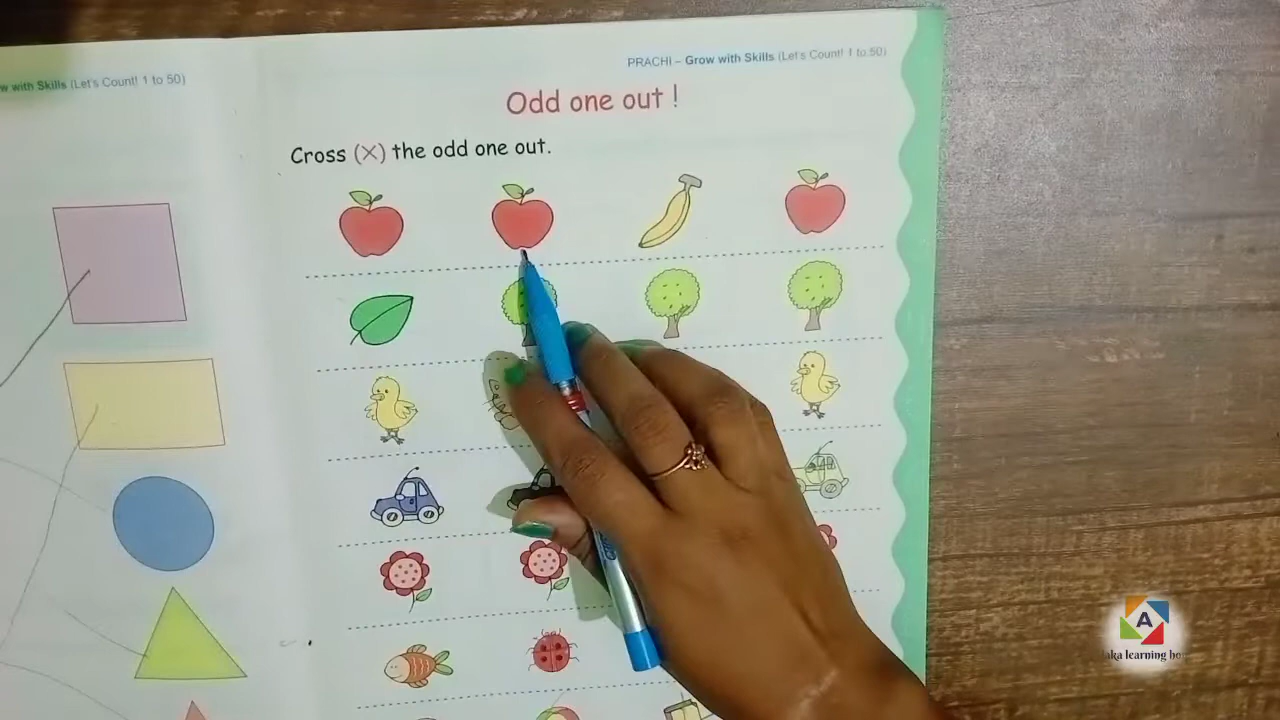 w with Skills (Let's Count! 1 to 50)
PRACHI – Grow with Skills (Let's Count! 1 to 50)
Odd one out !
Cross (X) the odd one out.
A
learning